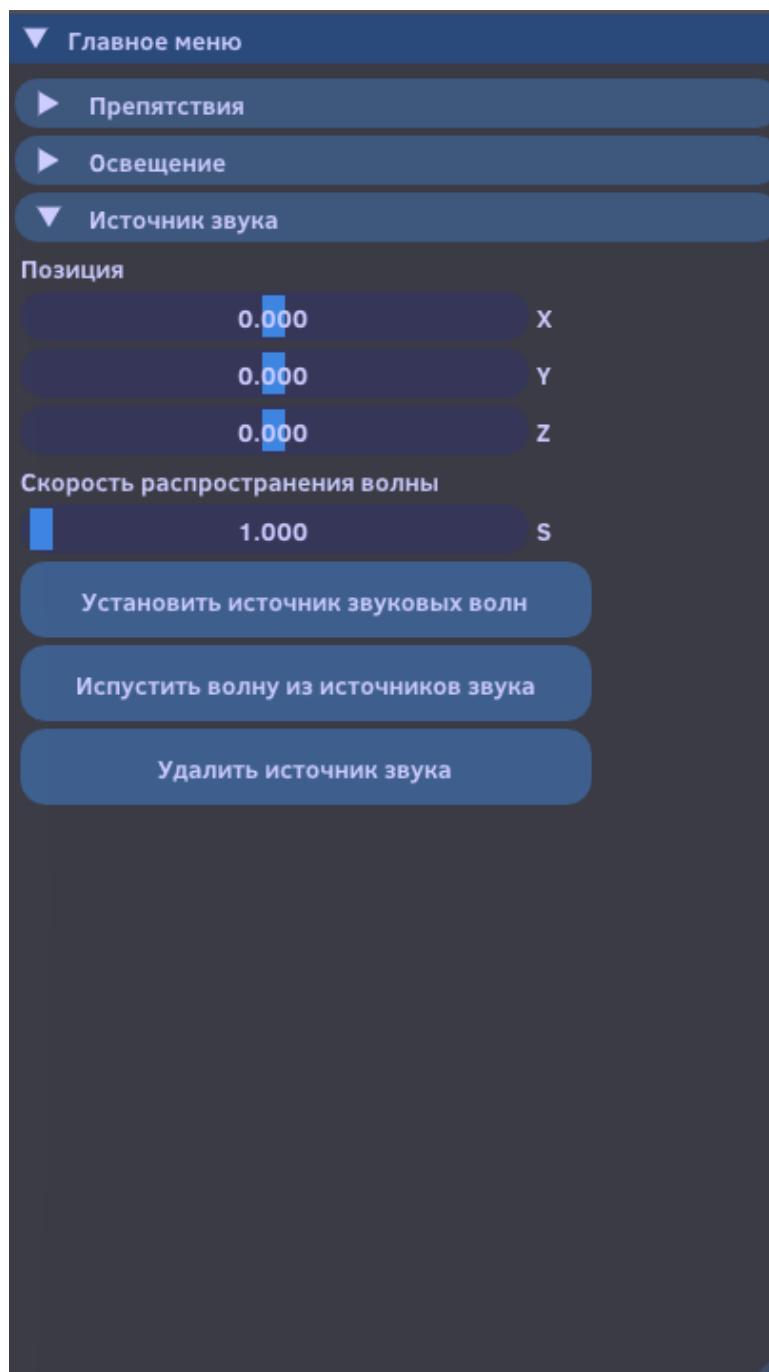 Главное меню
Препятствия
Освещение
Источник звука
Позиция
0.000 X
0.000 Y
0.000 Z
Скорость распространения волны
1.000 S
Установить источник звуковых волн
Испустить волну из источников звука
Удалить источник звука